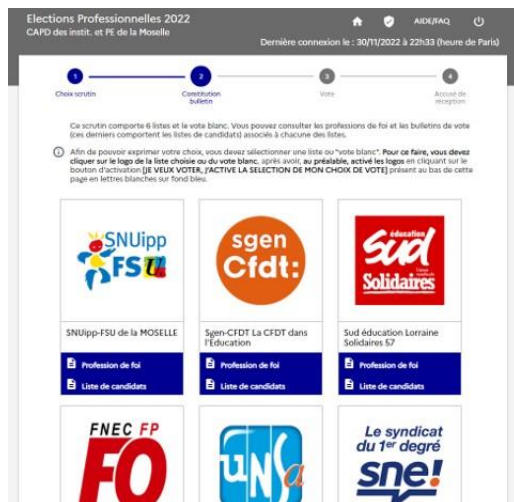 Elections Professionnelles 2022
CAPD des instit. et PE de la Moselle
AIDE/FAQ
Dernière connexion le : 30/11/2022 à 22h33 (heure de Paris)
1
2
3
4
Choix scrutin
Constitution
bulletin
Vote
Accusé de
réception
Ce scrutin comporte 6 listes et le vote blanc. Vous pouvez consulter les professions de foi et les bulletins de vote
(ces derniers comportent les listes de candidats) associés à chacune des listes.
Afin de pouvoir exprimer votre choix, vous devez sélectionner une liste ou "vote blanc". Pour ce faire, vous devez
cliquer sur le logo de la liste choisie ou du vote blanc, après avoir, au préalable, activé les logos en cliquant sur le
bouton d'activation [JE VEUX VOTER, J'ACTIVE LA SELECTION DE MON CHOIX DE VOTE] présent au bas de cette
page en lettres blanches sur fond bleu.
SNUipp
FSU
sgen
Cfdt:
éducation
Sud
Union
syndicale
Solidaires
SNUipp-FSU de la MOSELLE
Sgen-CFDT La CFDT dans
l'Education
Sud éducation Lorraine
Solidaires 57
Profession de foi
Profession de foi
Profession de foi
Liste de candidats
Liste de candidats
Liste de candidats
FNEC FP
FO
UNSa
Le syndicat
du 1er degré
sne!